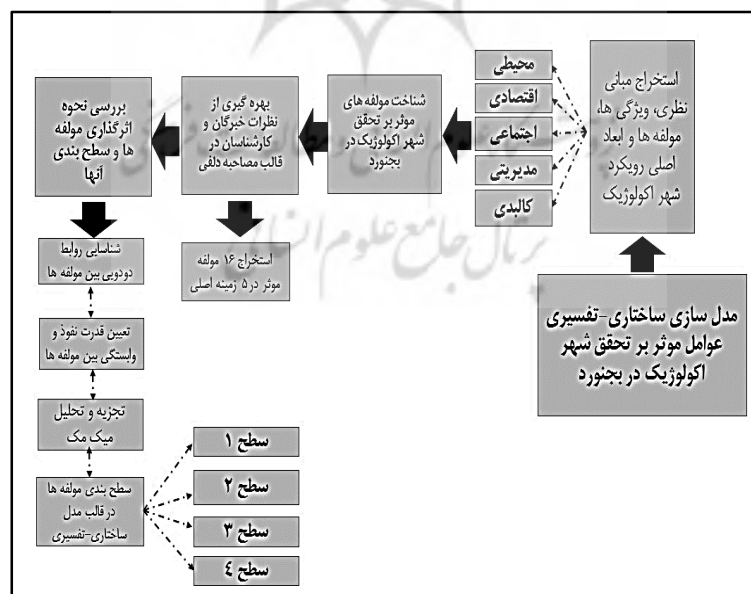 مدل سازی ساختاری-تفسیری
عوامل موثر بر تحقق شهر
اکولوژیک در بجنورد
استخراج مبانی
نظری، ویژگی ها،
مولفه ها و ابعاد
اصلی رویکرد
شهر اکولوژیک
محیطی
اقتصادی
اجتماعی
مدیریتی
کالبدی
شناخت مولفه های
موثر بر تحقق
شهر اکولوژیک در
بجنورد
بهره گیری از
نظرات خبرگان و
کارشناسان در
قالب مصاحبه دلفی
استخراج ۱۶ مولفه
موثر در ۵ زمینه اصلی
بررسی نحوه
اثرگذاری مولفه
ها و سطح بندی
آنها
شناسایی روابط
دودویی بین مولفه ها
تعیین قدرت نفوذ و
وابستگی بین مولفه ها
تجزیه و تحلیل
میک مک
سطح بندی مولفه ها
در قالب مدل
ساختاری-تفسیری
سطح ۱
سطح ۲
سطح ۳
سطح ٤
پرتال جامع علوم انسانی